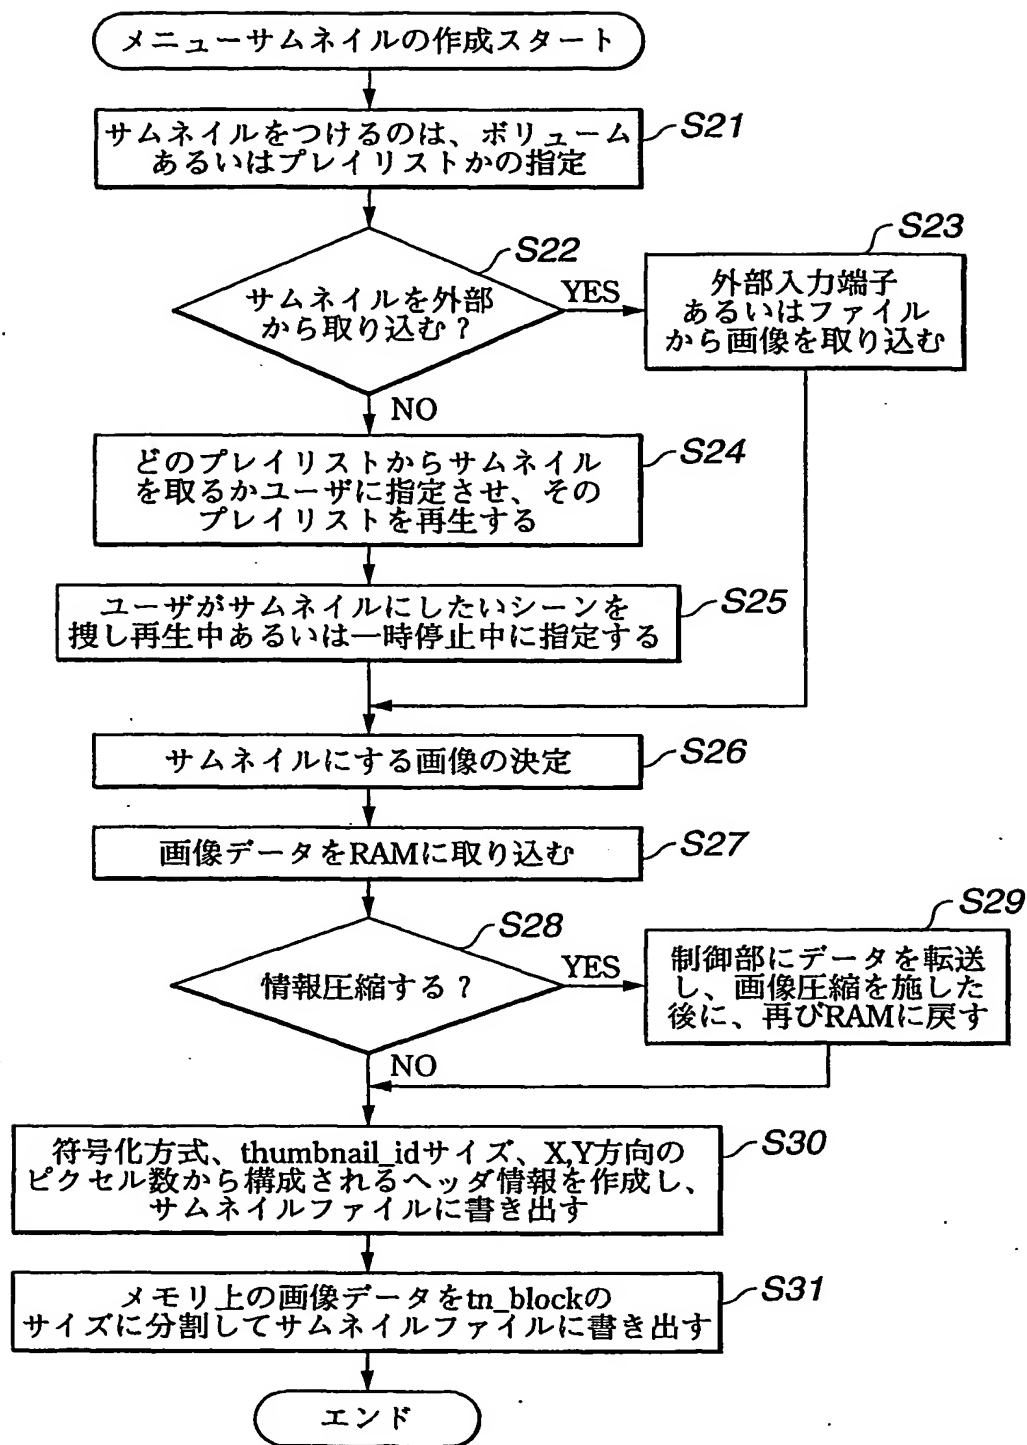 メニューサムネイルの作成スタート
サムネイルをつけるのは、ボリューム
あるいはプレイリストかの指定
S21
サムネイルを外部
から取り込む？
S22
YES
外部入力端子
あるいはファイル
から画像を取り込む
S23
NO
どのプレイリストからサムネイル
を取るかユーザに指定させ、その
プレイリストを再生する
S24
ユーザがサムネイルにしたいシーンを
捜し再生中あるいは一時停止中に指定する
S25
サムネイルにする画像の決定
S26
画像データをRAMに取り込む
S27
情報圧縮する？
S28
YES
制御部にデータを転送
し、画像圧縮を施した
後に、再びRAMに戻す
S29
NO
符号化方式、thumbnail_idサイズ、X,Y方向の
ピクセル数から構成されるヘッダ情報を作成し、
サムネイルファイルに書き出す
S30
メモリ上の画像データをtn_blockの
サイズに分割してサムネイルファイルに書き出す
S31
エンド